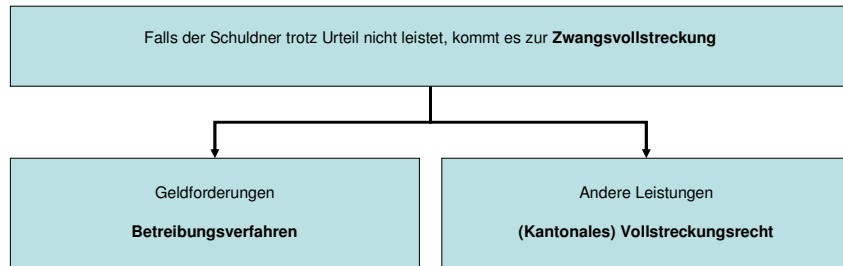 Falls der Schuldner trotz Urteil nicht leistet, kommt es zur Zwangsvollstreckung
Geldforderungen
Betreibungsverfahren
Andere Leistungen
(Kantonales) Vollstreckungsrecht